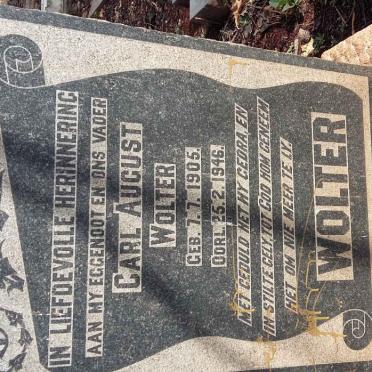 IN LIEFDEVOLLE HERINNERING
AAN MY EGGENOOT EN ONS VADER
CARL AUGUST
WOLTER
GEB. 7. 7. 1905.
OORL. 25. 2. 1946.
MET GEDULD HET HY GEDRA, EN
IN STILTE GELY, GOD HOM GENEEM
HET OM NIE MEER TE LY.
WOLTER